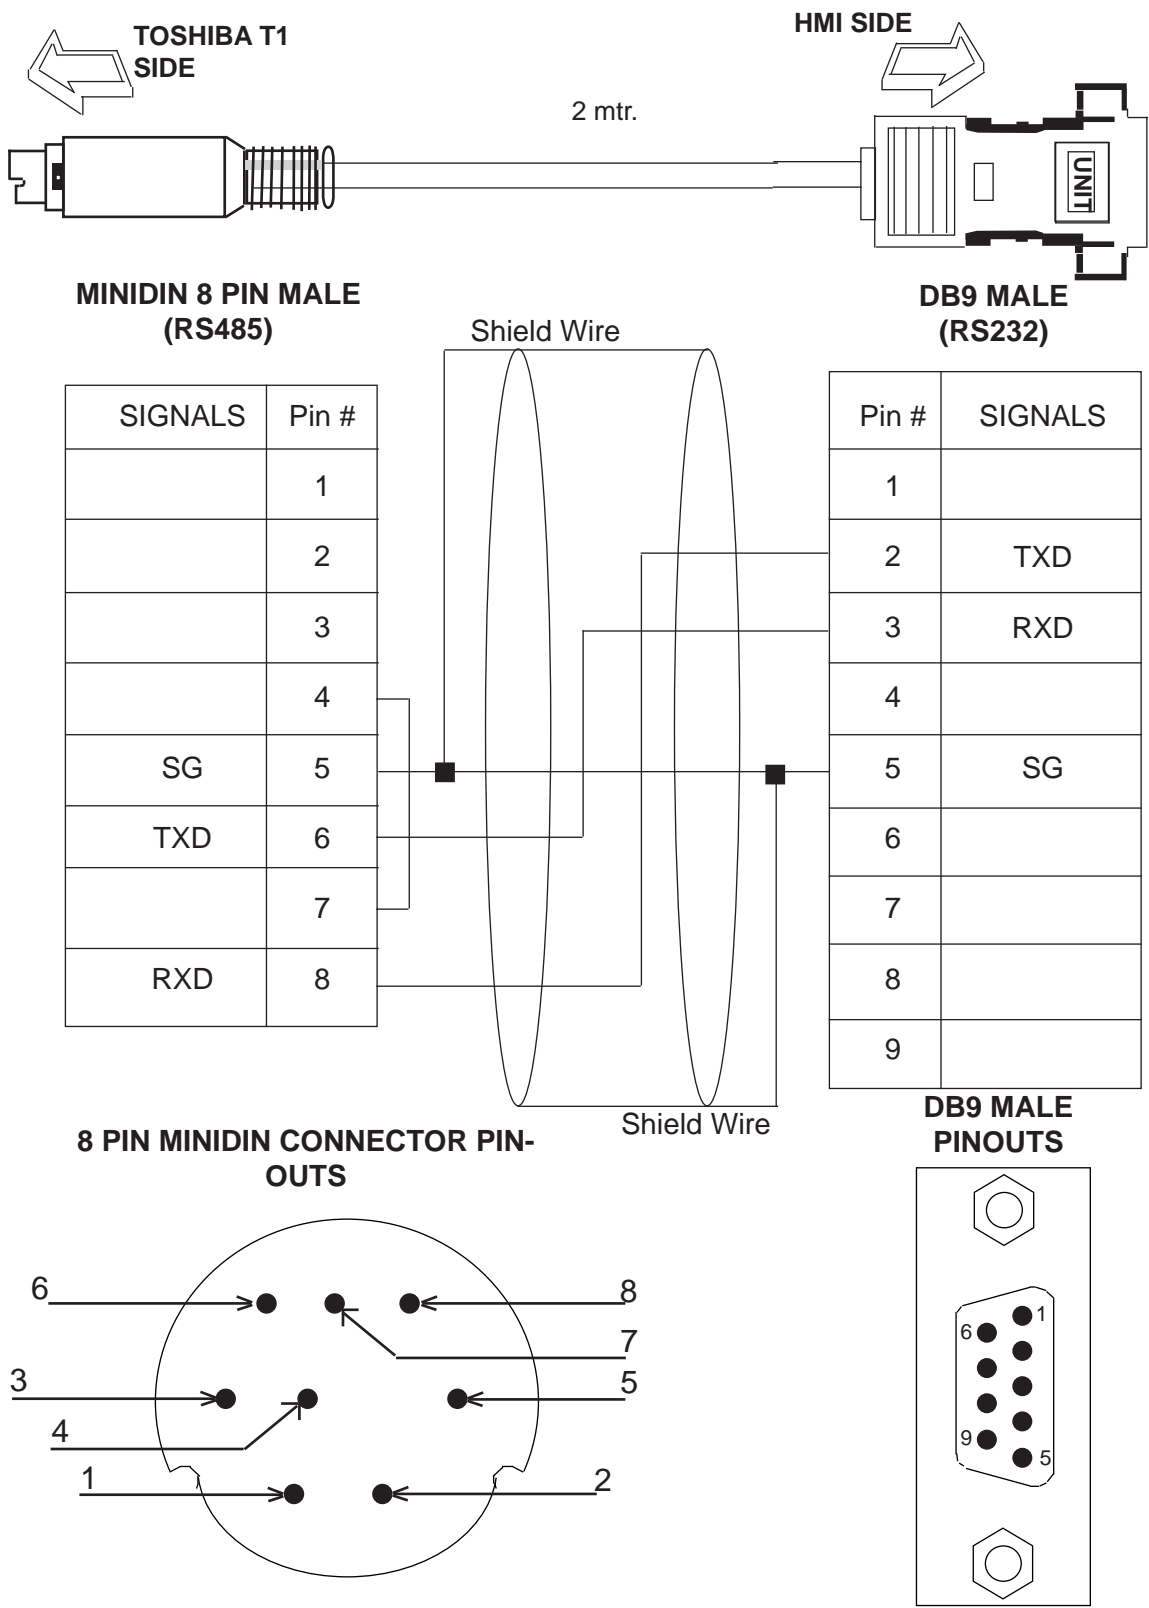 TOSHIBA T1
SIDE
HMI SIDE
2 mtr.
UNIT
MINIDIN 8 PIN MALE
(RS485)
DB9 MALE
(RS232)
Shield Wire
SIGNALS Pin #
1
2
3
4
SG 5
TXD 6
7
RXD 8
Pin # SIGNALS
1
2 TXD
3 RXD
4
5 SG
6
7
8
9
Shield Wire
8 PIN MINIDIN CONNECTOR PIN-
OUTS
6
8
7
3
5
4
1
2
DB9 MALE
PINOUTS
1
6
9
5